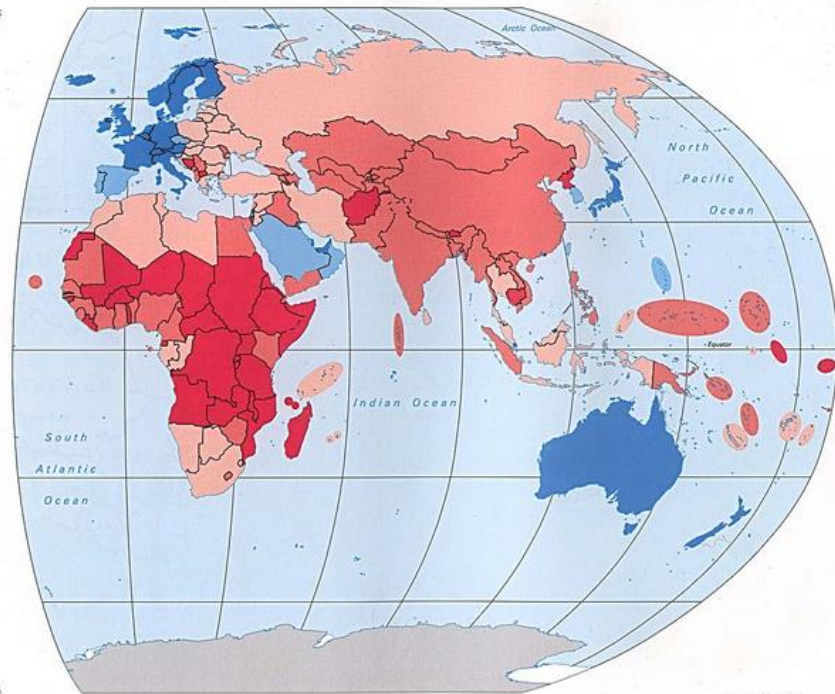 Arctic Ocean
North
Pacific
Ocean
Equator
Indian Ocean
South
Atlantic
Ocean